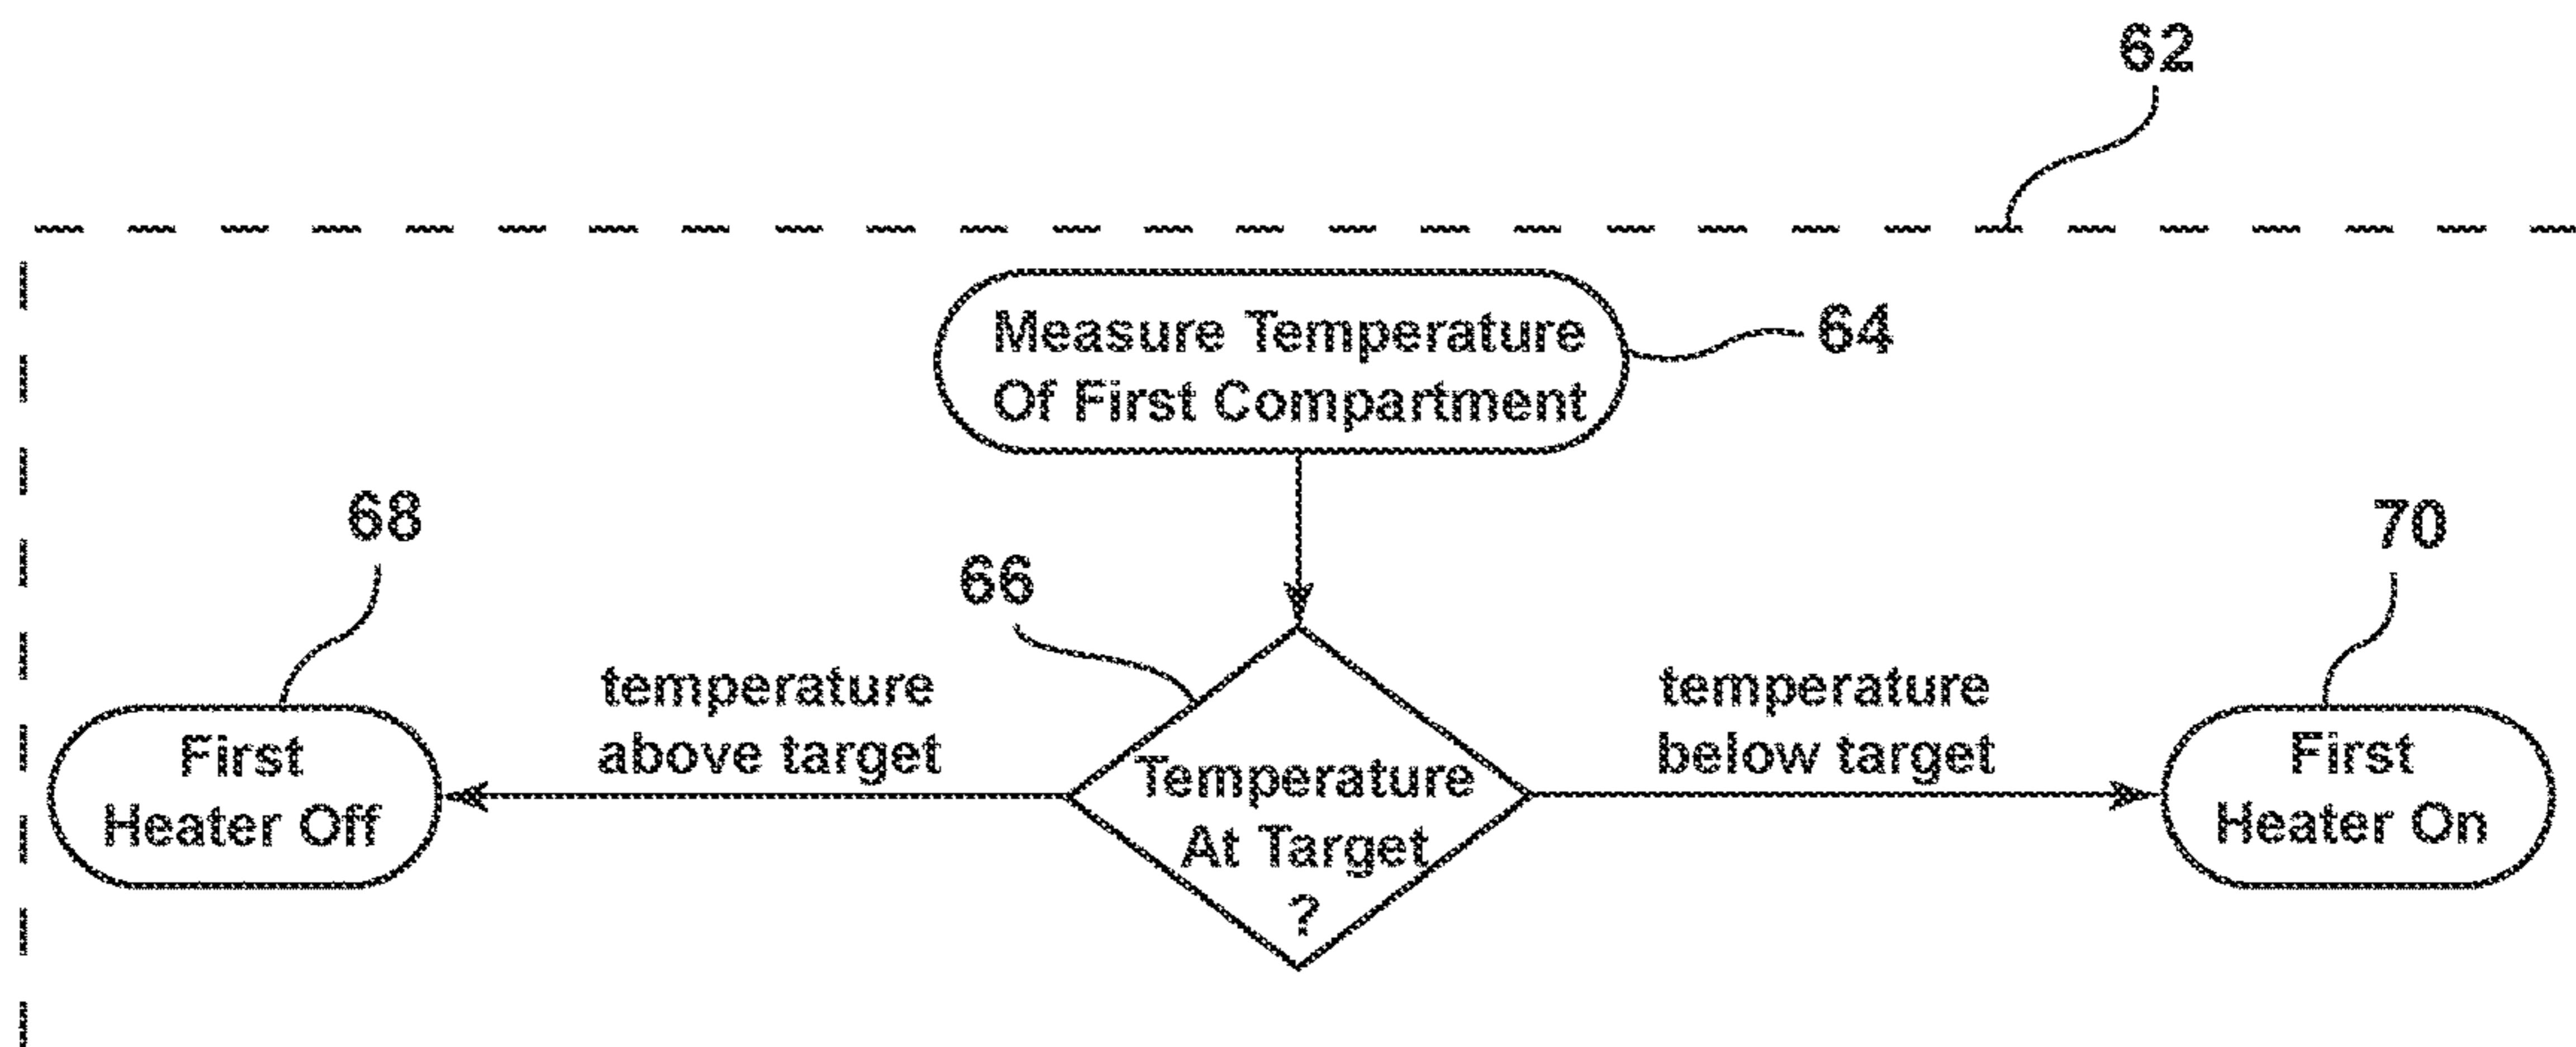 62
Measure Temperature
Of First Compartment
64
68
66
70
temperature
above target
temperature
below target
First
Heater Off
Temperature
At Target
?
First
Heater On